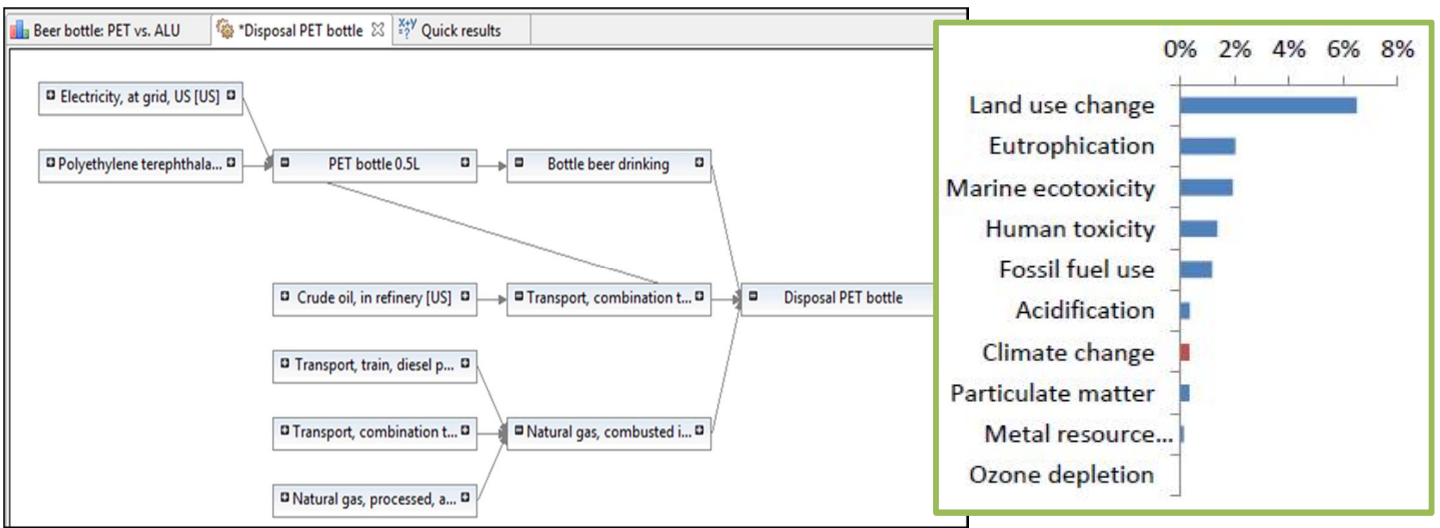 Beer bottle: PET vs. ALU
*Disposal PET bottle
X+Y =?
Quick results
Electricity, at grid, US [US]
Polyethylene terephthala...
PET bottle 0.5L
Bottle beer drinking
Crude oil, in refinery [US]
Transport, combination t...
Disposal PET bottle
Transport, train, diesel p...
Transport, combination t...
Natural gas, combusted i...
Natural gas, processed, a...
0% 2% 4% 6% 8%
Land use change
Eutrophication
Marine ecotoxicity
Human toxicity
Fossil fuel use
Acidification
Climate change
Particulate matter
Metal resource...
Ozone depletion